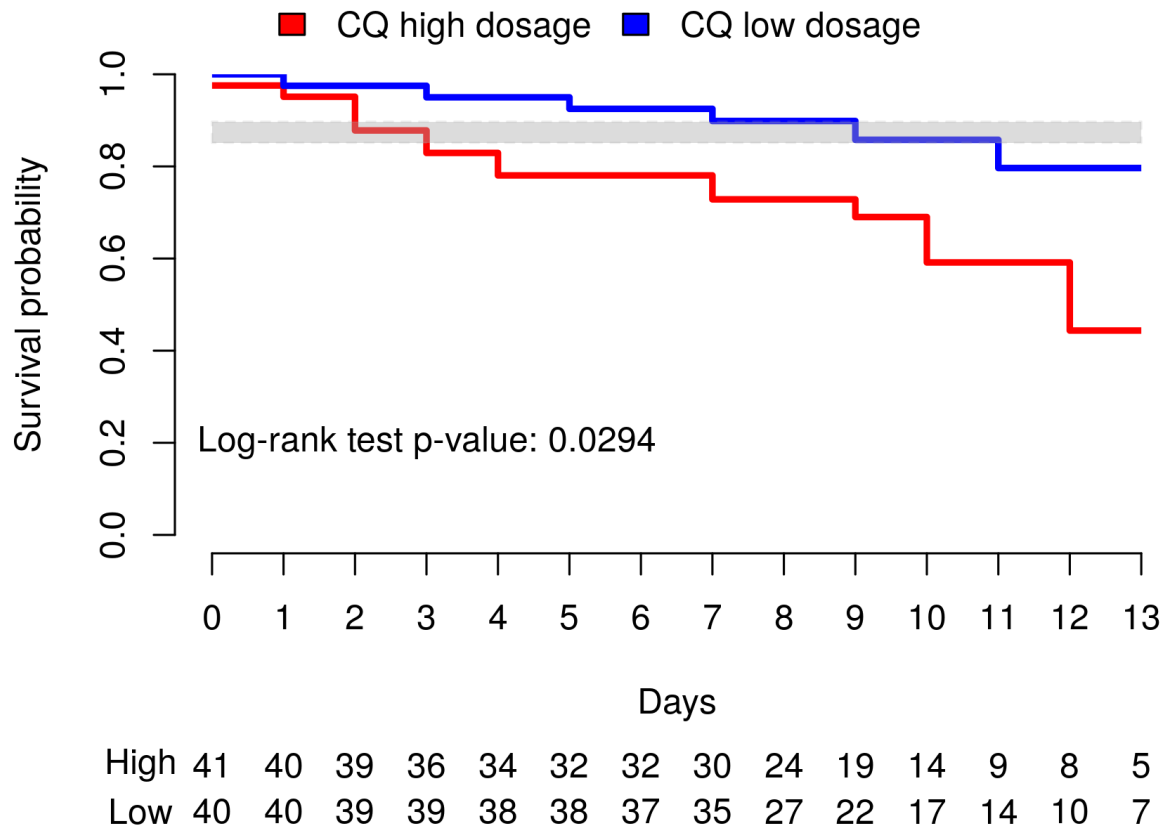 CQ high dosage CQ low dosage
1.0
0.8
0.6
0.4
0.2
0.0
Survival probability
Log-rank test p-value: 0.0294
0 1 2 3 4 5 6 7 8 9 10 11 12 13
Days
High 41 40 39 36 34 32 32 30 24 19 14 9 8 5
Low 40 40 39 39 38 38 37 35 27 22 17 14 10 7